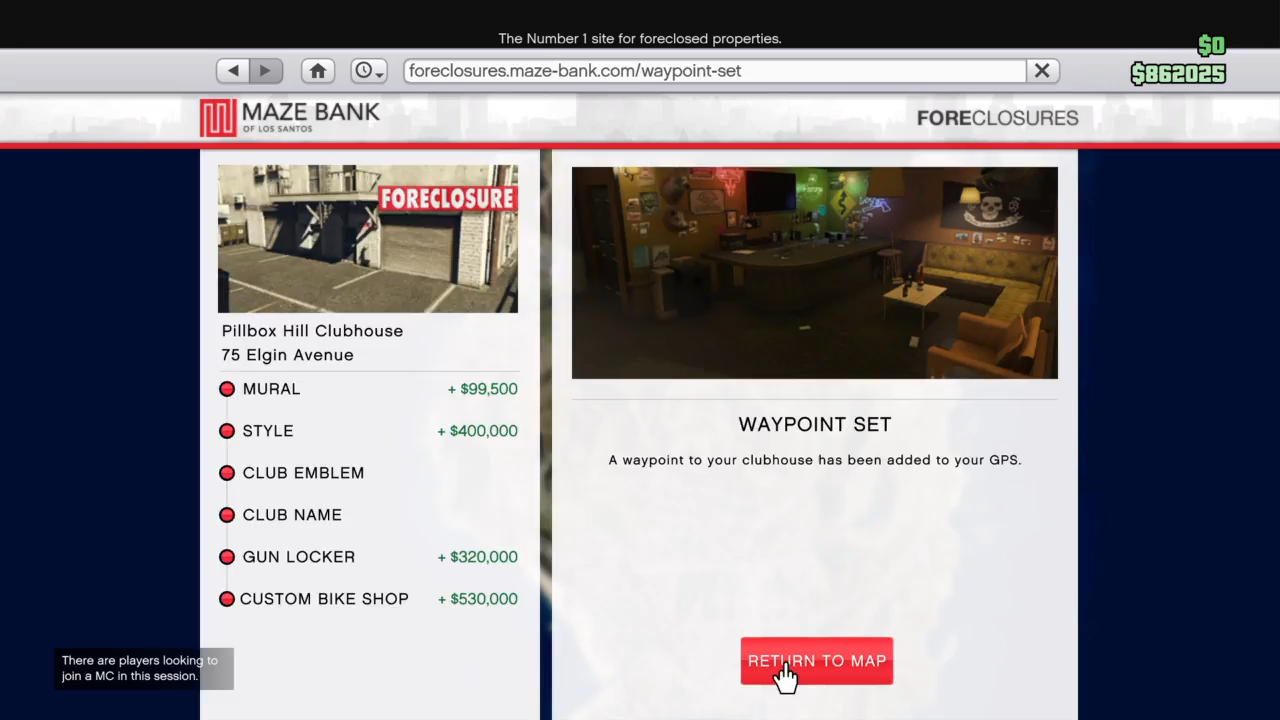 The Number 1 site for foreclosed properties.
$0
foreclosures.maze-bank.com/waypoint-set
$862025
MAZE BANK
OF LOS SANTOS
FORECLOSURES
FORECLOSURE
Pillbox Hill Clubhouse
75 Elgin Avenue
MURAL + $99,500
STYLE + $400,000
CLUB EMBLEM
CLUB NAME
GUN LOCKER + $320,000
CUSTOM BIKE SHOP + $530,000
WAYPOINT SET
A waypoint to your clubhouse has been added to your GPS.
RETURN TO MAP
There are players looking to
join a MC in this session.